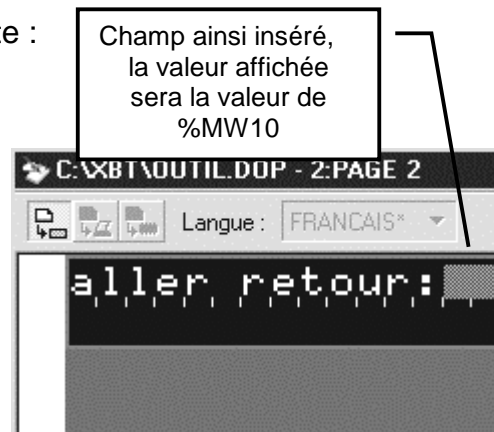 te :
Champ ainsi inséré,
la valeur affichée
sera la valeur de
%MW10
C:\XBT\OUTIL.DOP - 2:PAGE 2
Langue : FRANCAIS*
aller retour: